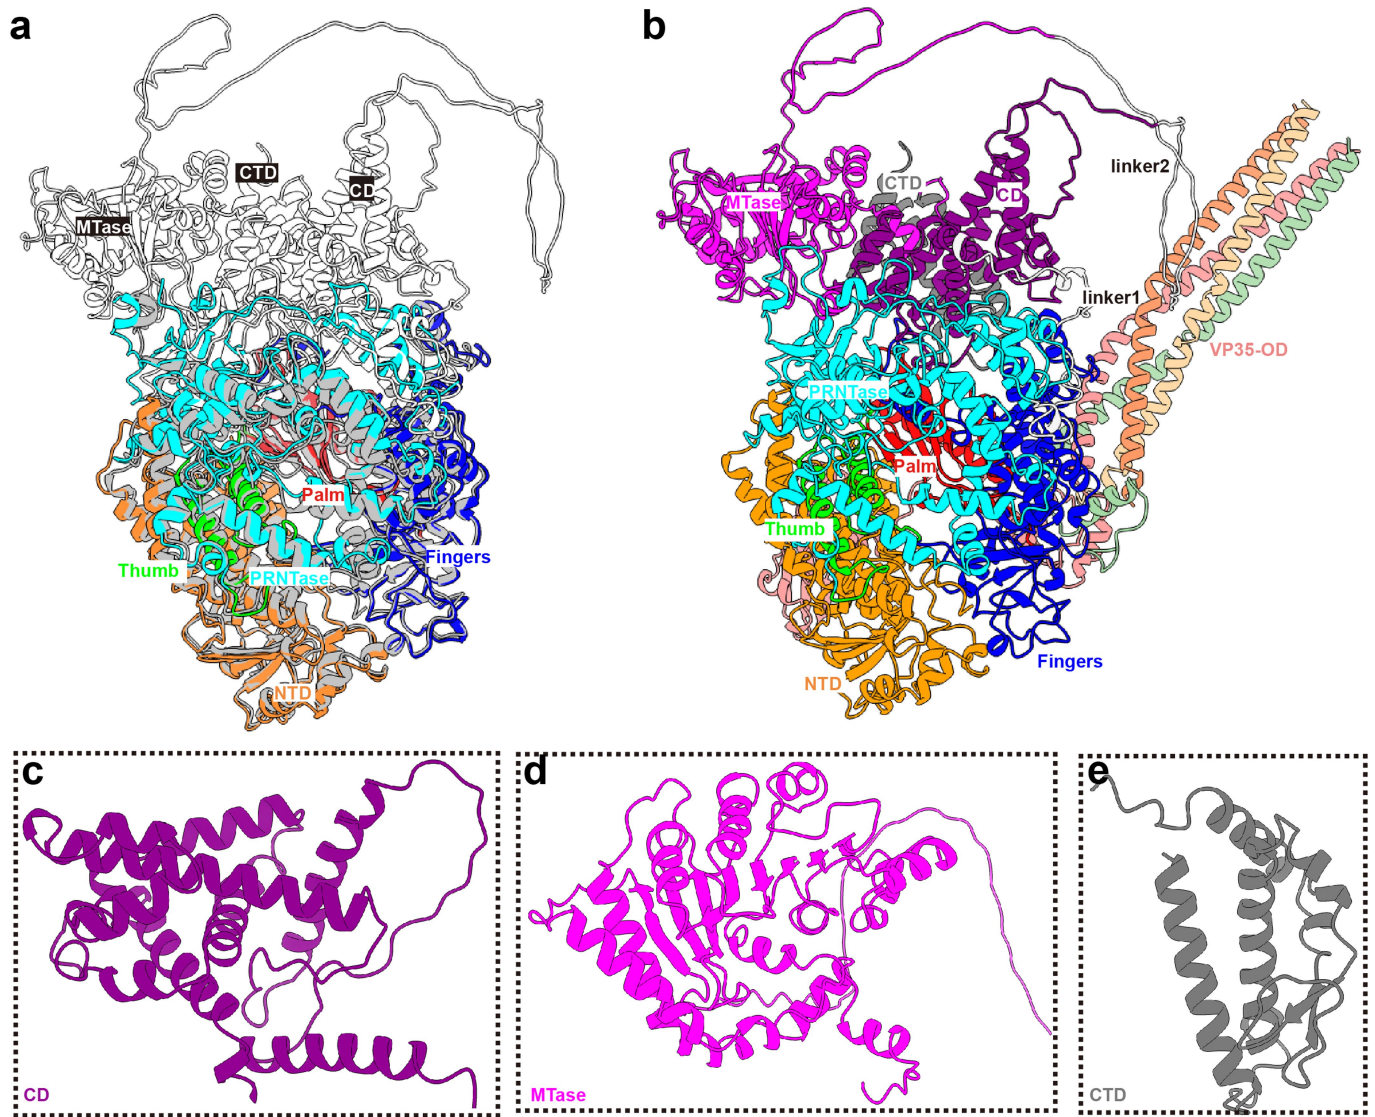 a
CTD
CD
MTase
Palm
Thumb
PRNTase
Fingers
NTD
b
linker2
CTD
CD
MTase
linker1
VP35-OD
PRNTase
Palm
Thumb
Fingers
NTD
c
CD
d
MTase
e
CTD